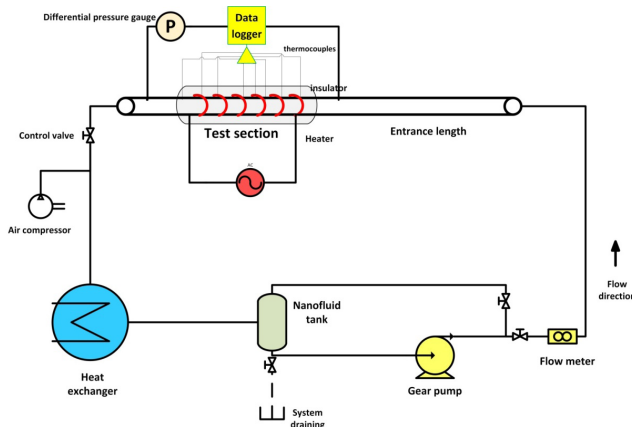 Differential pressure gauge
P
Data
logger
thermocouples
insulator
Control valve
Test section
Heater
Entrance length
AC
Air compressor
Flow
direction
Nanofluid
tank
Heat
exchanger
Gear pump
Flow meter
System
draining